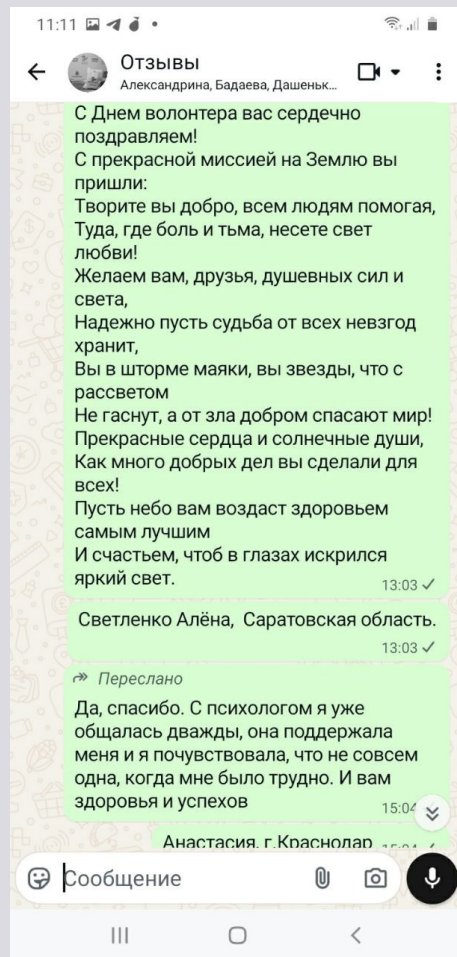 11:11
Отзывы
Александрина, Бадаева, Дашеньк...
С Днем волонтера вас сердечно
поздравляем!
С прекрасной миссией на Землю вы
пришли:
Творите вы добро, всем людям помогая,
Туда, где боль и тьма, несете свет
любви!
Желаем вам, друзья, душевных сил и
света,
Надежно пусть судьба от всех невзгод
хранит,
Вы в шторме маяки, вы звезды, что с
рассветом
Не гаснут, а от зла добром спасают мир!
Прекрасные сердца и солнечные души,
Как много добрых дел вы сделали для
всех!
Пусть небо вам воздаст здоровьем
самым лучшим
И счастьем, чтоб в глазах искрился
яркий свет.
13:03
Светленко Алёна, Саратовская область.
13:03
Переслано
Да, спасибо. С психологом я уже
общалась дважды, она поддержала
меня и я почувствовала, что не совсем
одна, когда мне было трудно. И вам
здоровья и успехов
15:04
Анастасия, г.Краснодар
Сообщение